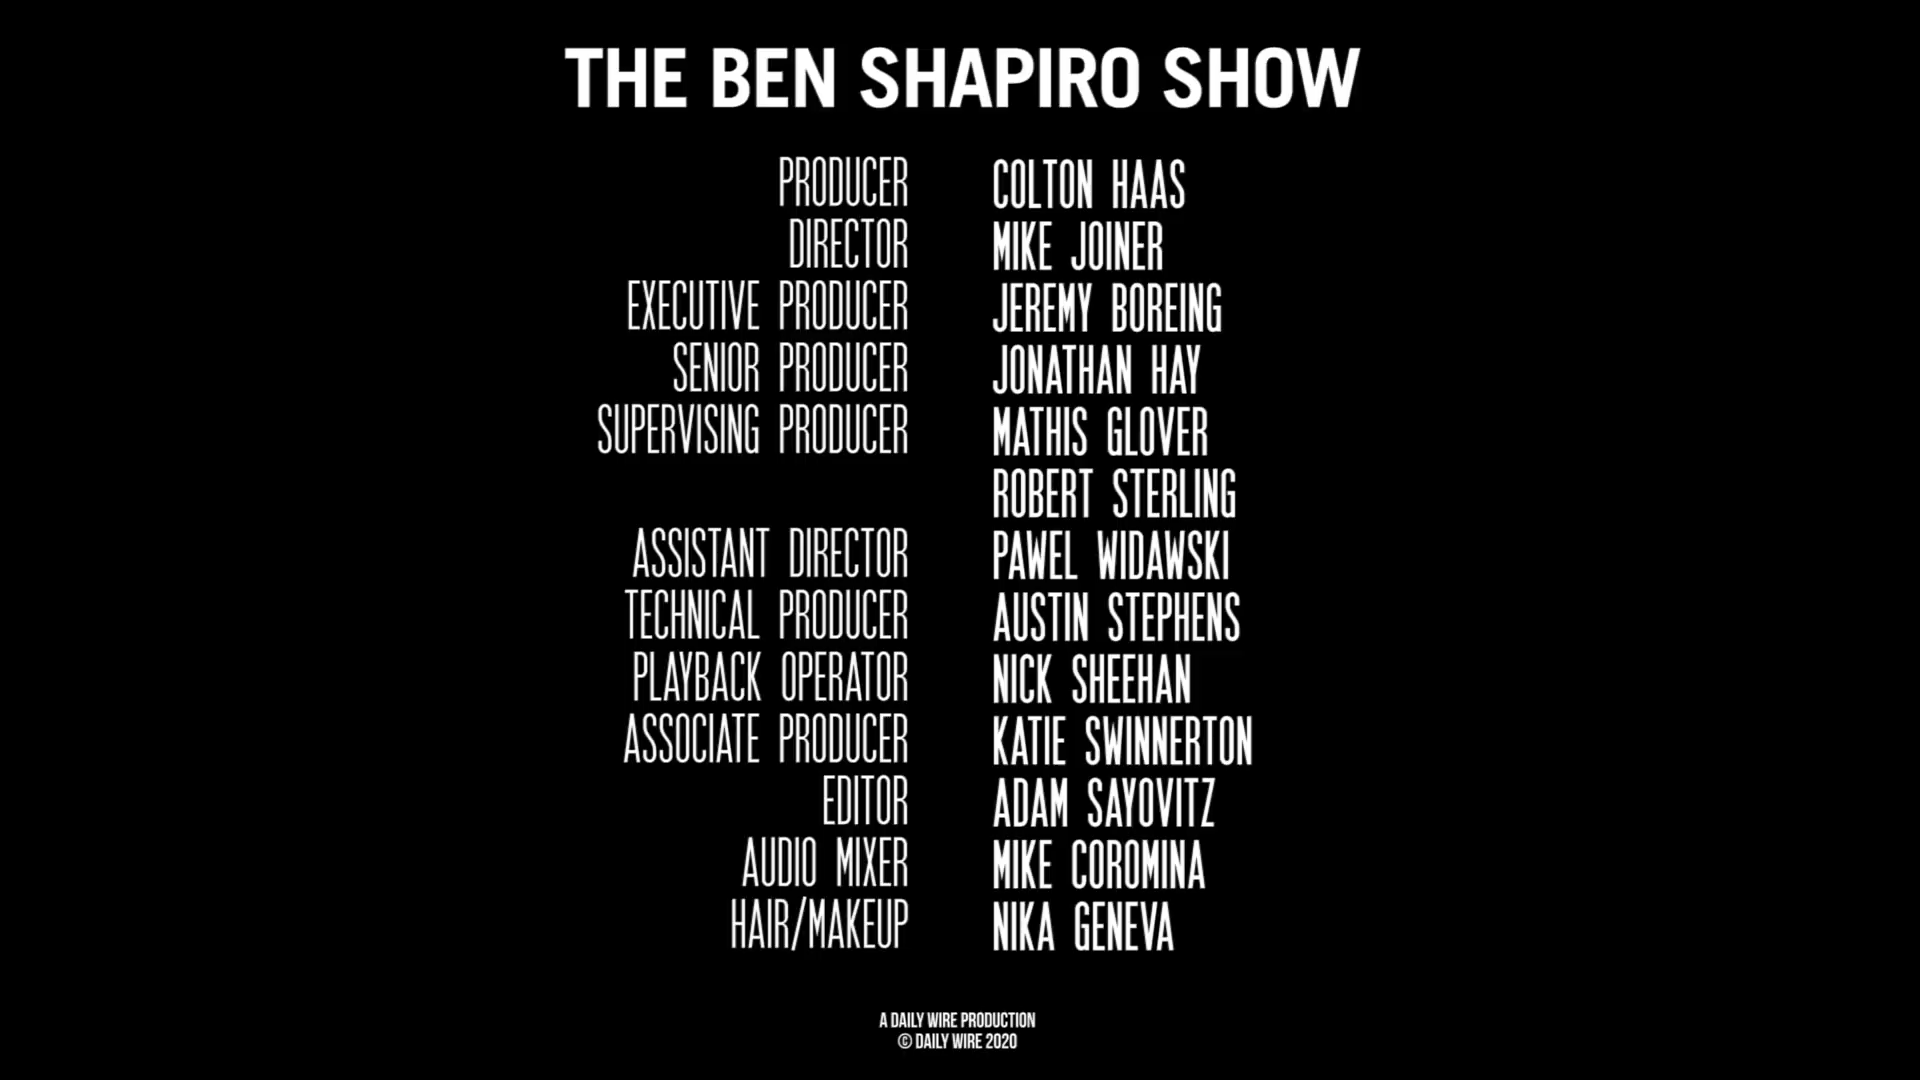 THE BEN SHAPIRO SHOW
PRODUCER COLTON HAAS
DIRECTOR MIKE JOINER
EXECUTIVE PRODUCER JEREMY BOREING
SENIOR PRODUCER JONATHAN HAY
SUPERVISING PRODUCER MATHIS GLOVER
ROBERT STERLING
ASSISTANT DIRECTOR PAWEL WIDAWSKI
TECHNICAL PRODUCER AUSTIN STEPHENS
PLAYBACK OPERATOR NICK SHEEHAN
ASSOCIATE PRODUCER KATIE SWINNERTON
EDITOR ADAM SAYOVITZ
AUDIO MIXER MIKE COROMINA
HAIR/MAKEUP NIKA GENEVA
A DAILY WIRE PRODUCTION
© DAILY WIRE 2020